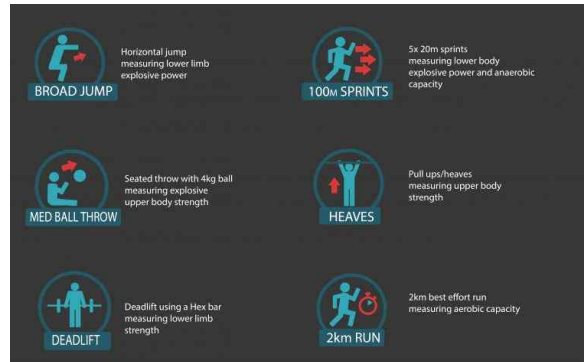 Horizontal jump
measuring lower limb
explosive power
BROAD JUMP
5x 20m sprints
measuring lower body
explosive power and anaerobic
capacity
100M SPRINTS
Seated throw with 4kg ball
measuring explosive
upper body strength
MED BALL THROW
Pull ups/heaves
measuring upper body
strength
HEAVES
Deadlift using a Hex bar
measuring lower limb
strength
DEADLIFT
2km best effort run
measuring aerobic capacity
2km RUN